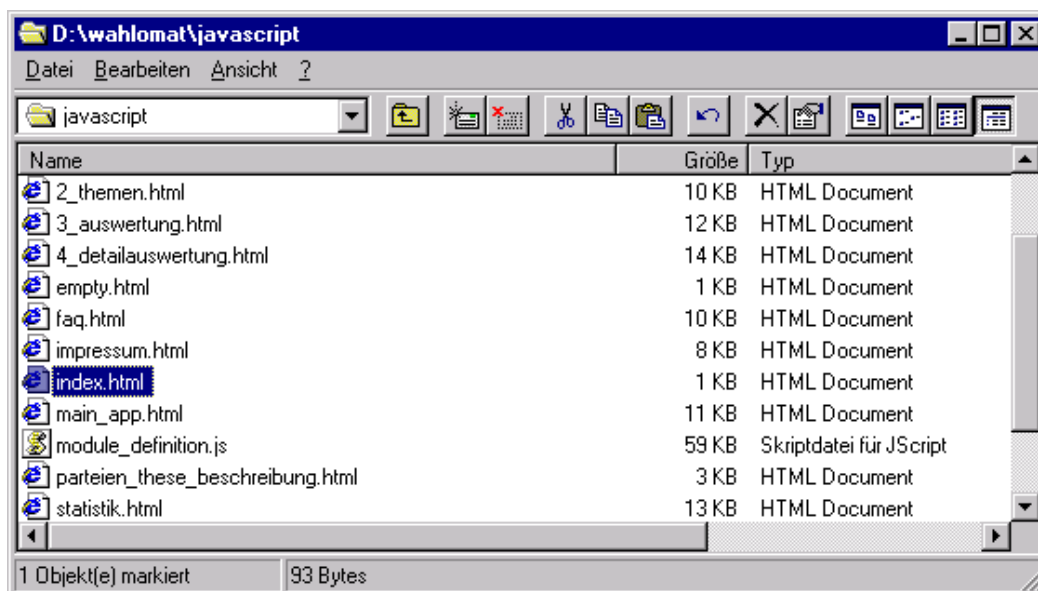 D:\wahlomat\javascript
Datei Bearbeiten Ansicht ?
javascript
Name Größe Typ
2_themen.html 10 KB HTML Document
3_auswertung.html 12 KB HTML Document
4_detailauswertung.html 14 KB HTML Document
empty.html 1 KB HTML Document
faq.html 10 KB HTML Document
impressum.html 8 KB HTML Document
index.html 1 KB HTML Document
main_app.html 11 KB HTML Document
module_definition.js 59 KB Skriptdatei für JScript
parteien_these_beschreibung.html 3 KB HTML Document
statistik.html 13 KB HTML Document
1 Objekt(e) markiert 93 Bytes